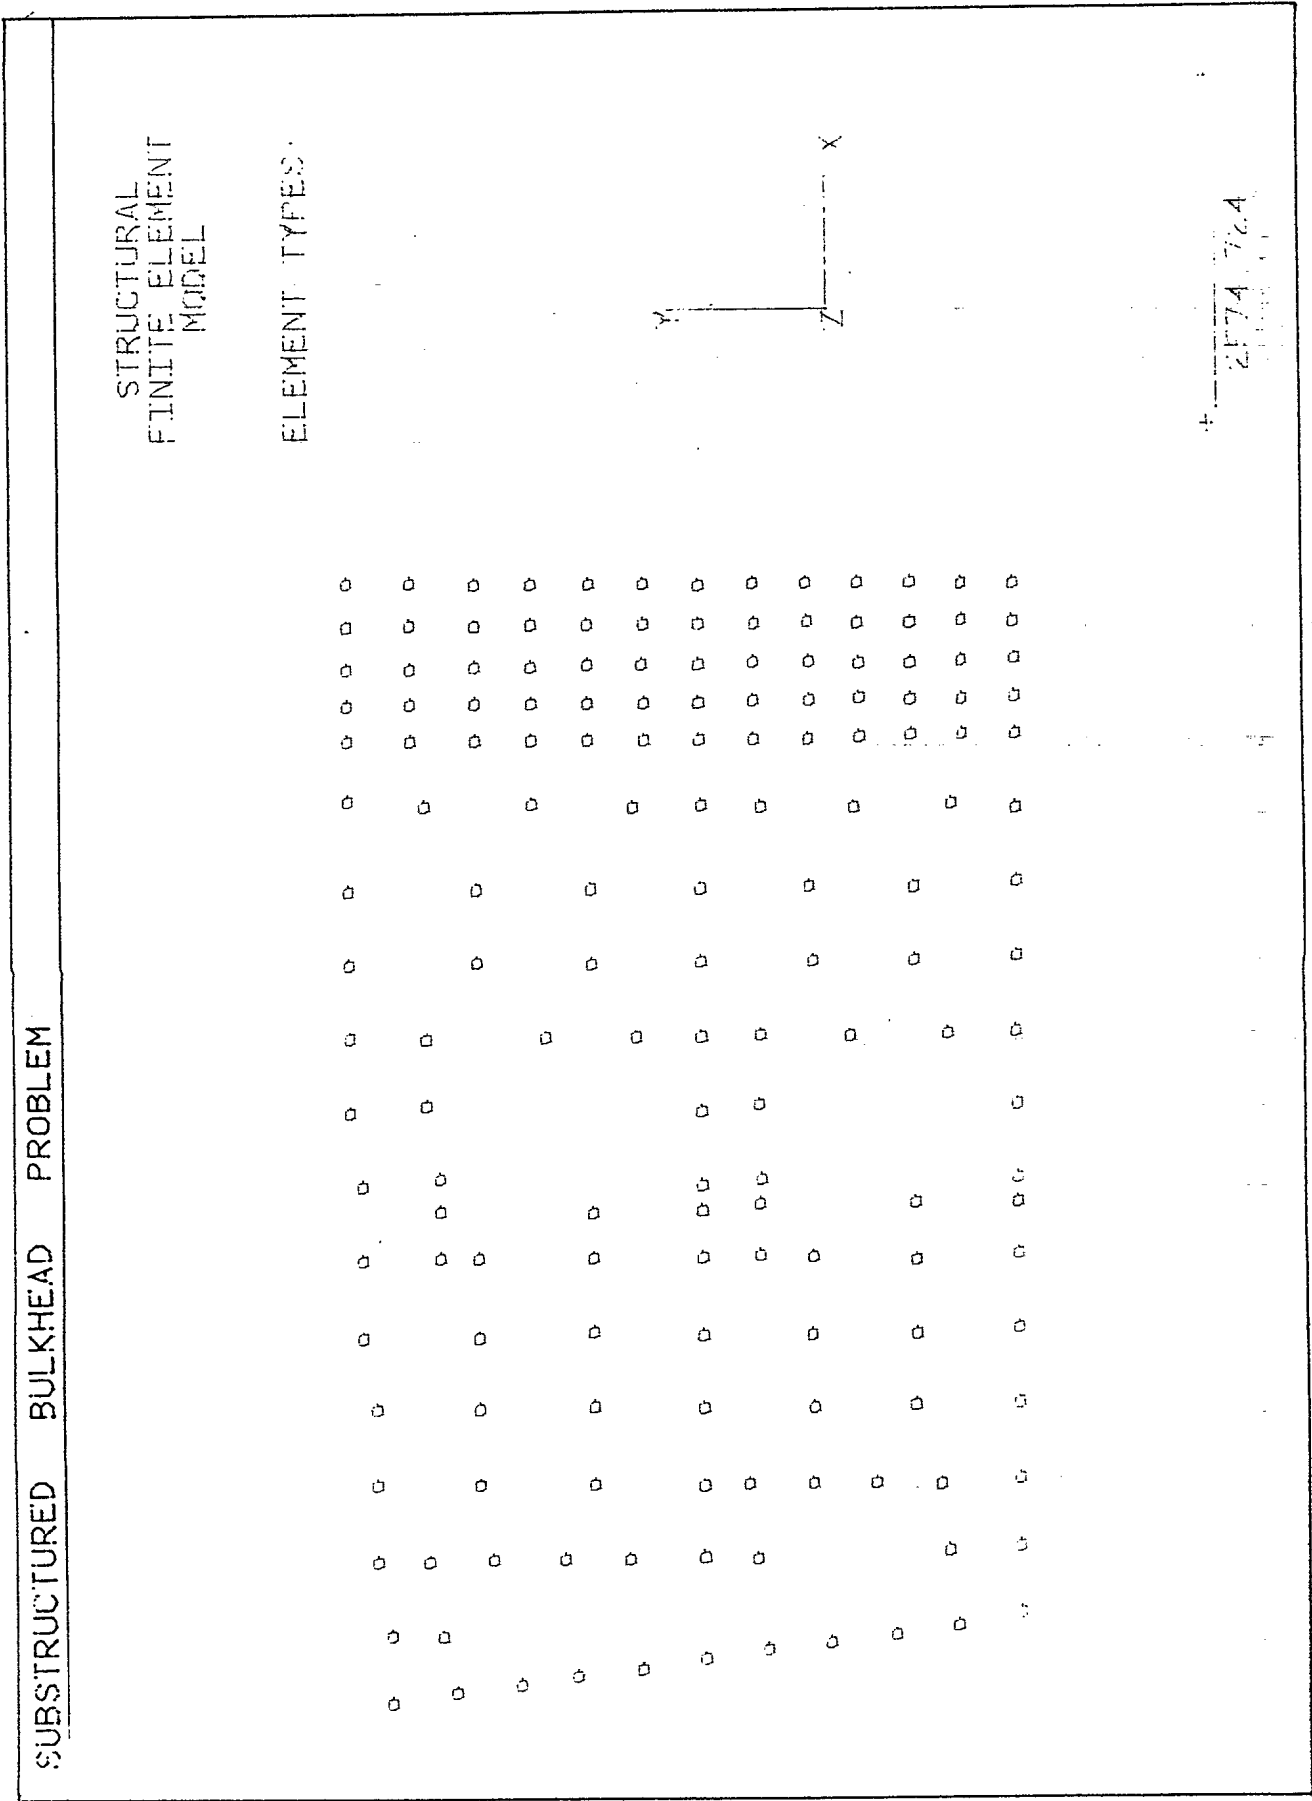 SUBSTRUCTURED BULKHEAD PROBLEM
STRUCTURAL
FINITE ELEMENT
MODEL
ELEMENT TYPES:
Y
Z X